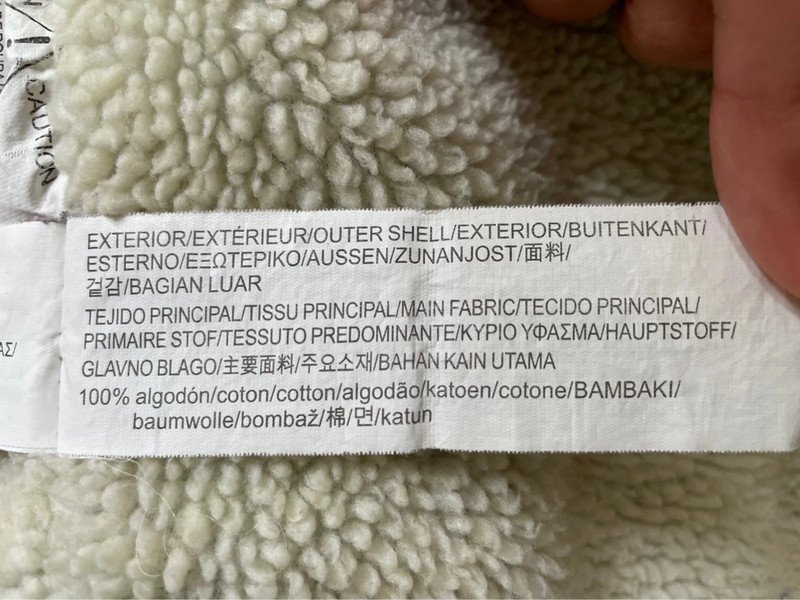 CAUTION
EXTERIOR/EXTÉRIEUR/OUTER SHELL/EXTERIOR/BUITENKANT/
ESTERNO/ΕΞΩΤΕΡΙΚΟ/AUSSEN/ZUNANJOST/面料/
겉감/BAGIAN LUAR
TEJIDO PRINCIPAL/TISSU PRINCIPAL/MAIN FABRIC/TECIDO PRINCIPAL/
PRIMAIRE STOF/TESSUTO PREDOMINANTE/ΚΥΡΙΟ ΥΦΑΣΜΑ/HAUPTSTOFF/
GLAVNO BLAGO/主要面料/주요소재/BAHAN KAIN UTAMA
100% algodón/coton/cotton/algodão/katoen/cotone/BAMBAKI/
baumwolle/bombaž/棉/면/katun